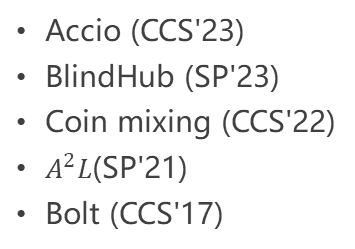 • Accio (CCS'23)
• BlindHub (SP'23)
• Coin mixing (CCS'22)
• A²L(SP'21)
• Bolt (CCS'17)